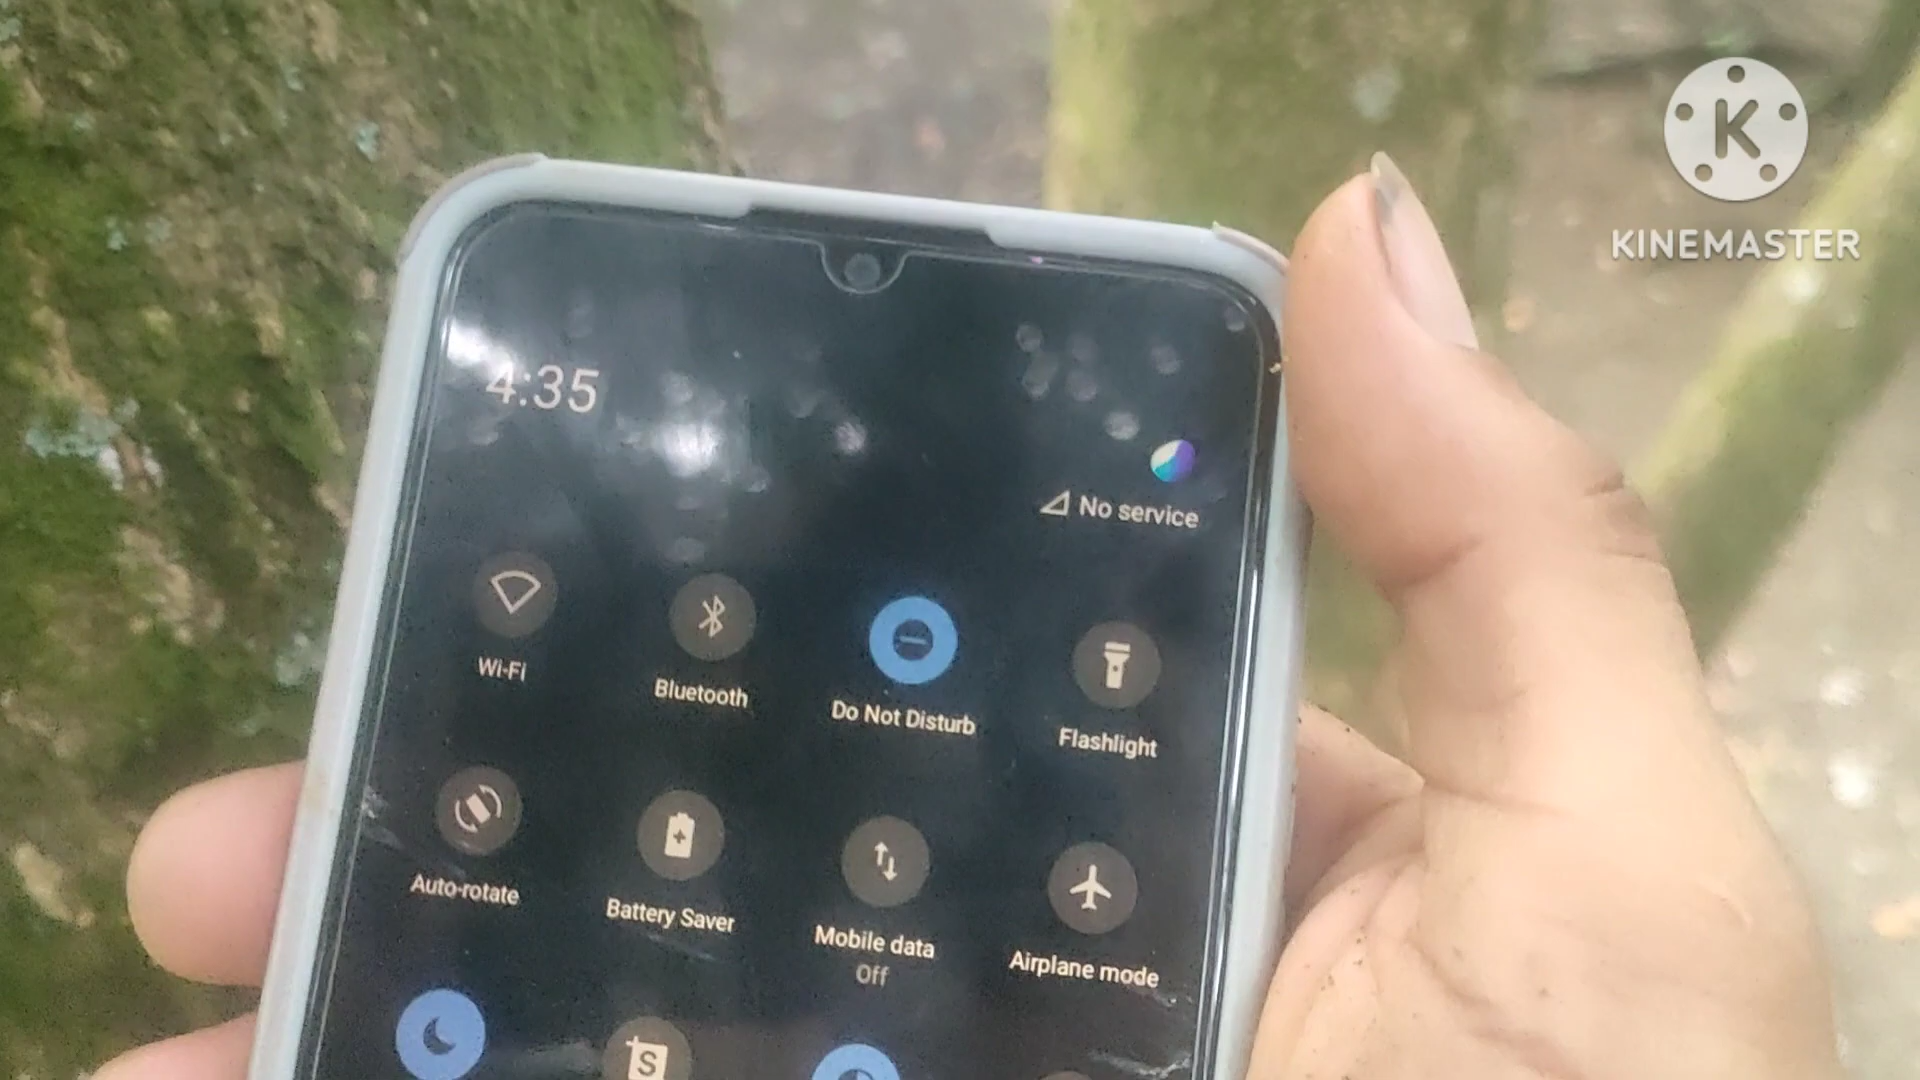 K
KINEMASTER
4:35
No service
Wi-Fi
Bluetooth
Do Not Disturb
Flashlight
Auto-rotate
Battery Saver
Mobile data
Off
Airplane mode
S